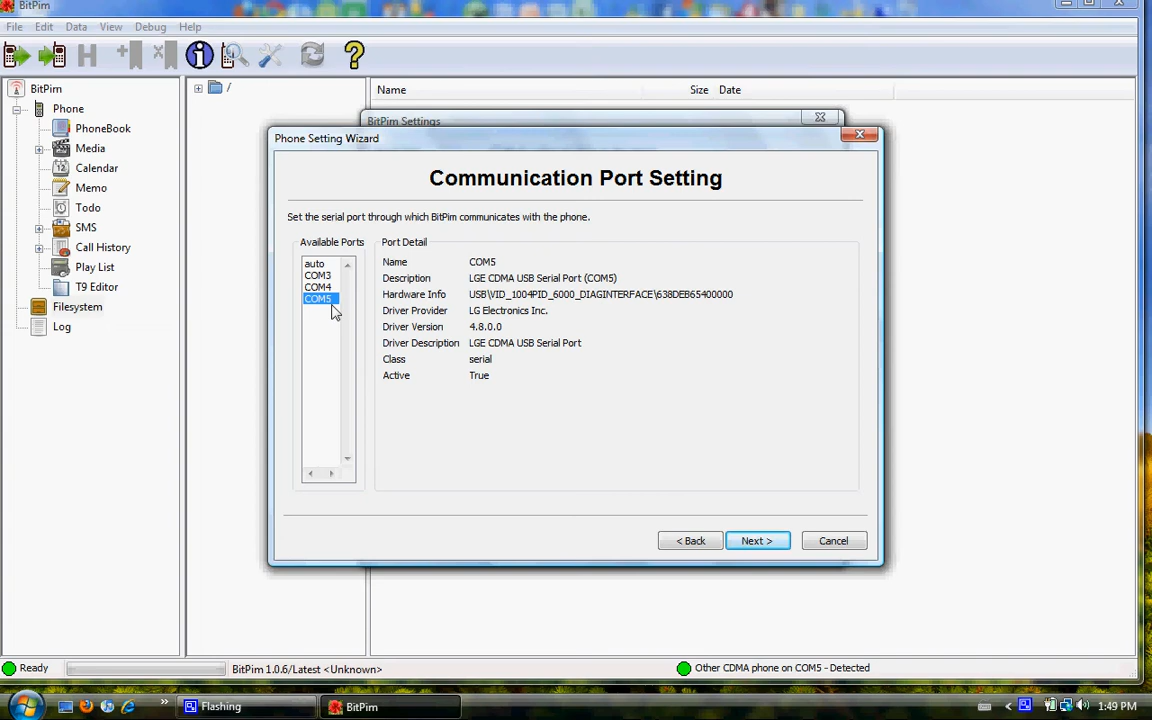 BitPim
File Edit Data View Debug Help
BitPim
Phone
PhoneBook
Media
12 Calendar
Memo
Todo
SMS
Call History
Play List
T9 Editor
Filesystem
Log
/
Name Size Date
BitPim Settings
Phone Setting Wizard
Communication Port Setting
Set the serial port through which BitPim communicates with the phone.
Available Ports
auto
COM3
COM4
COM5
Port Detail
Name COM5
Description LGE CDMA USB Serial Port (COM5)
Hardware Info USB\VID_1004PID_6000_DIAGINTERFACE\638DEB65400000
Driver Provider LG Electronics Inc.
Driver Version 4.8.0.0
Driver Description LGE CDMA USB Serial Port
Class serial
Active True
< Back Next > Cancel
Ready BitPim 1.0.6/Latest <Unknown> Other CDMA phone on COM5 - Detected
Flashing BitPim 1:49 PM